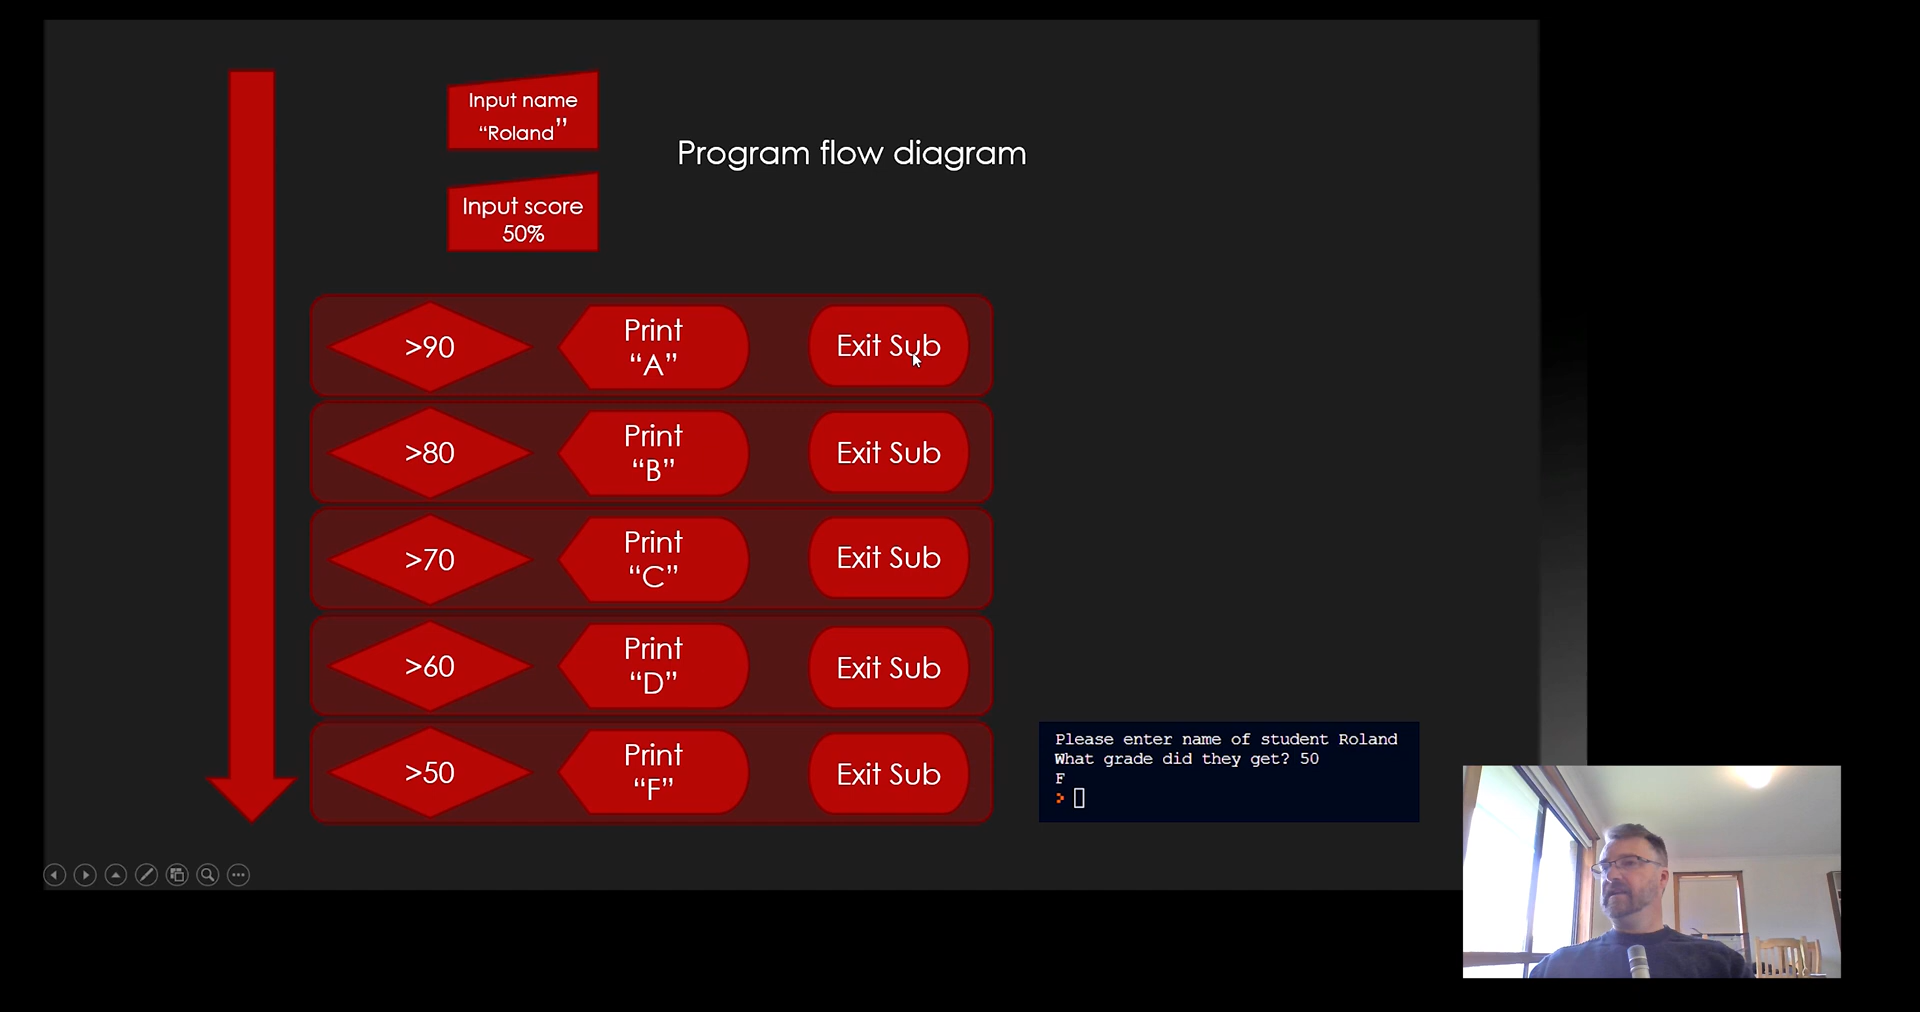 Input name
“Roland”
Program flow diagram
Input score
50%
>90
Print
“A”
Exit Sub
>80
Print
“B”
Exit Sub
>70
Print
“C”
Exit Sub
>60
Print
“D”
Exit Sub
>50
Print
“F”
Exit Sub
Please enter name of student Roland
What grade did they get? 50
F
>